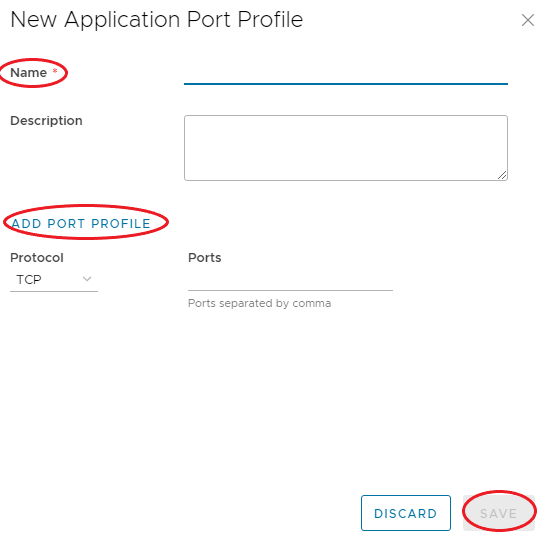 New Application Port Profile
Name *
Description
ADD PORT PROFILE
Protocol Ports
TCP
Ports separated by comma
DISCARD SAVE